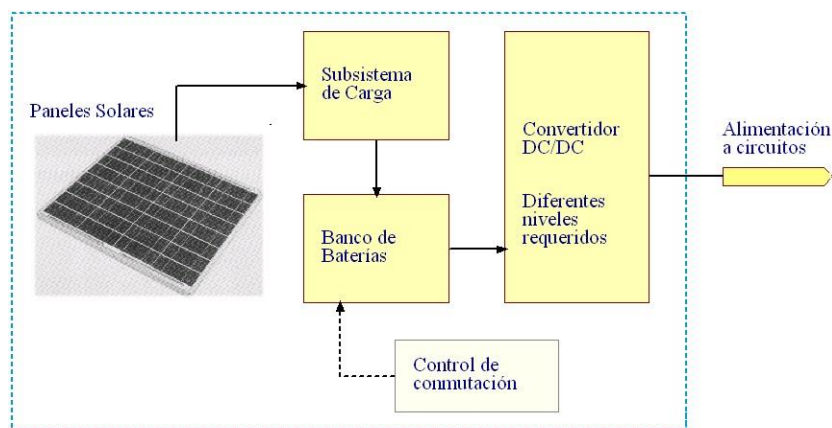 Paneles Solares
Subsistema
de Carga
Banco de
Baterías
Control de
conmutación
Convertidor
DC/DC
Diferentes
niveles
requeridos
Alimentación
a circuitos